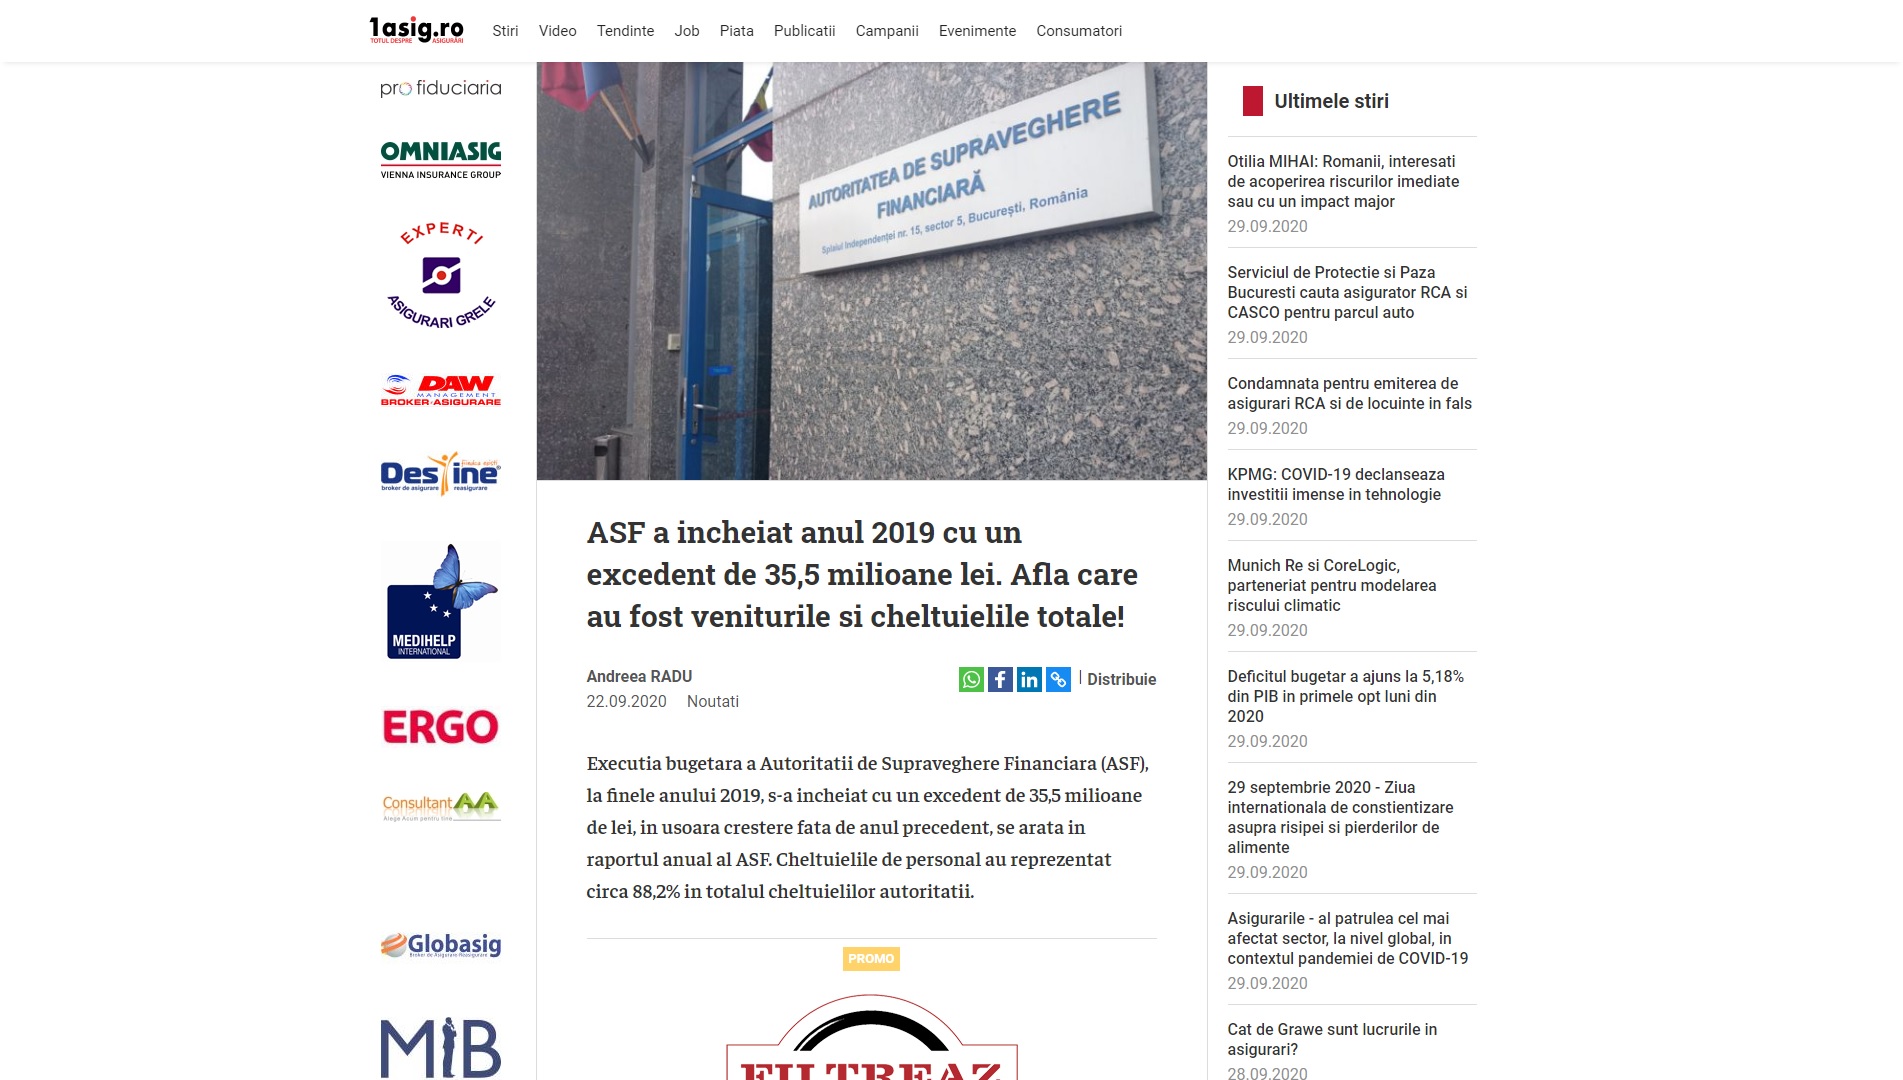 1asig.ro
TOTUL DESPRE ASIGURĂRI
Stiri
Video
Tendinte
Job
Piata
Publicatii
Campanii
Evenimente
Consumatori
pro fiduciaria
OMNIASIG
VIENNA INSURANCE GROUP
EXPERTI
ASIGURARI GRELE
DAW
MANAGEMENT
BROKER ASIGURARE
Destine
broker de asigurare reasigurare
MEDIHELP
INTERNATIONAL
ERGO
Consultant AA
Alege Acum pentru tine
Globasig
Broker de Asigurare-Reasigurare
MIB
AUTORITATEA DE SUPRAVEGHERE
FINANCIARĂ
Splaiul Independenței nr. 15, sector 5, București, România
ASF a incheiat anul 2019 cu un
excedent de 35,5 milioane lei. Afla care
au fost veniturile si cheltuielile totale!
Andreea RADU
22.09.2020 Noutati
| Distribuie
Executia bugetara a Autoritatii de Supraveghere Financiara (ASF),
la finele anului 2019, s-a incheiat cu un excedent de 35,5 milioane
de lei, in usoara crestere fata de anul precedent, se arata in
raportul anual al ASF. Cheltuielile de personal au reprezentat
circa 88,2% in totalul cheltuielilor autoritatii.
PROMO
FILTREAZ
Ultimele stiri
Otilia MIHAI: Romanii, interesati
de acoperirea riscurilor imediate
sau cu un impact major
29.09.2020
Serviciul de Protectie si Paza
Bucuresti cauta asigurator RCA si
CASCO pentru parcul auto
29.09.2020
Condamnata pentru emiterea de
asigurari RCA si de locuinte in fals
29.09.2020
KPMG: COVID-19 declanseaza
investitii imense in tehnologie
29.09.2020
Munich Re si CoreLogic,
parteneriat pentru modelarea
riscului climatic
29.09.2020
Deficitul bugetar a ajuns la 5,18%
din PIB in primele opt luni din
2020
29.09.2020
29 septembrie 2020 - Ziua
internationala de constientizare
asupra risipei si pierderilor de
alimente
29.09.2020
Asigurarile - al patrulea cel mai
afectat sector, la nivel global, in
contextul pandemiei de COVID-19
29.09.2020
Cat de Grawe sunt lucrurile in
asigurari?
28.09.2020